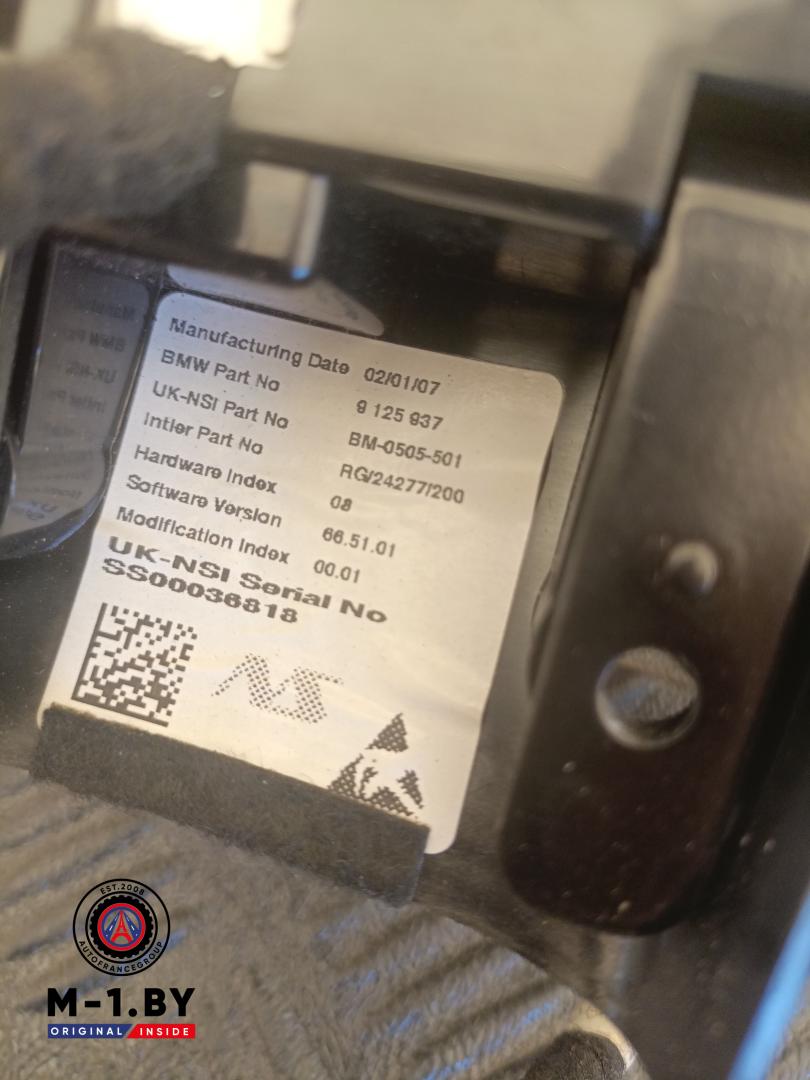 Manufacturing Date 02/01/07
BMW Part No 9 125 937
UK-NSI Part No BM-0505-501
Intier Part No RG/24277/200
Hardware Index 08
Software Version 66.51.01
Modification Index 00.01
UK-NSI Serial No
SS00036818
NS
EST.2008
AUTOFRANCEGROUP
M-1.BY
ORIGINAL INSIDE